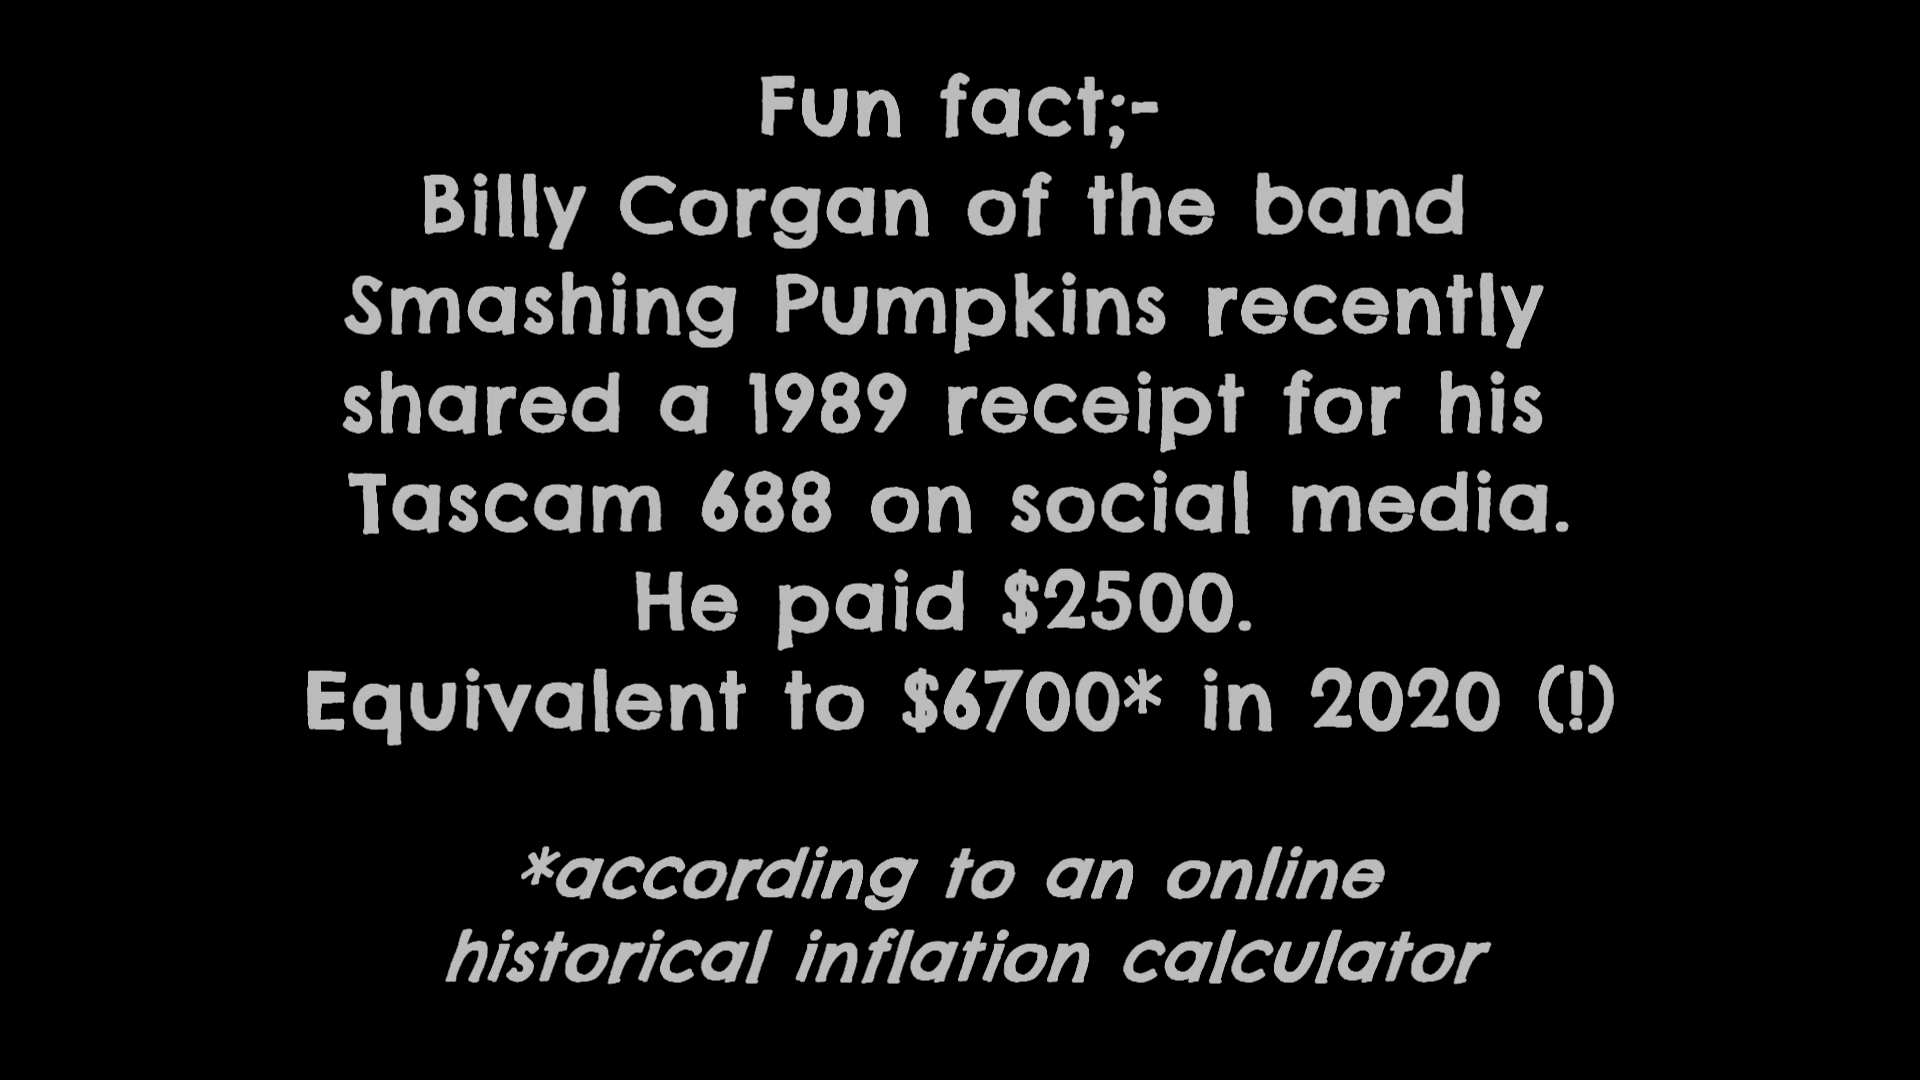 Fun fact;-
Billy Corgan of the band
Smashing Pumpkins recently
shared a 1989 receipt for his
Tascam 688 on social media.
He paid $2500.
Equivalent to $6700* in 2020 (!)
*according to an online
historical inflation calculator